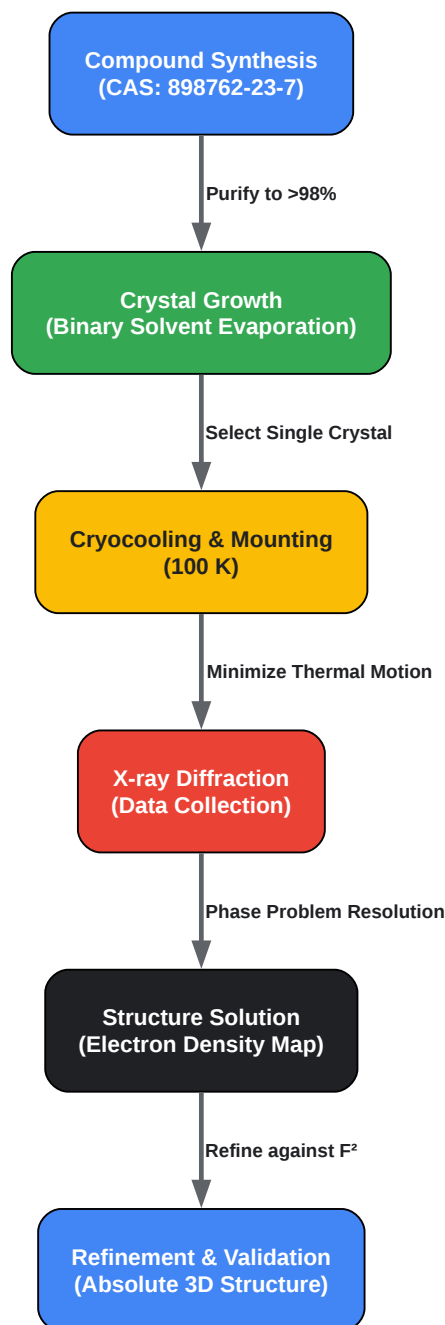 Compound Synthesis
(CAS: 898762-23-7)
Purify to >98%
Crystal Growth
(Binary Solvent Evaporation)
Select Single Crystal
Cryocooling & Mounting
(100 K)
Minimize Thermal Motion
X-ray Diffraction
(Data Collection)
Phase Problem Resolution
Structure Solution
(Electron Density Map)
Refine against F²
Refinement & Validation
(Absolute 3D Structure)